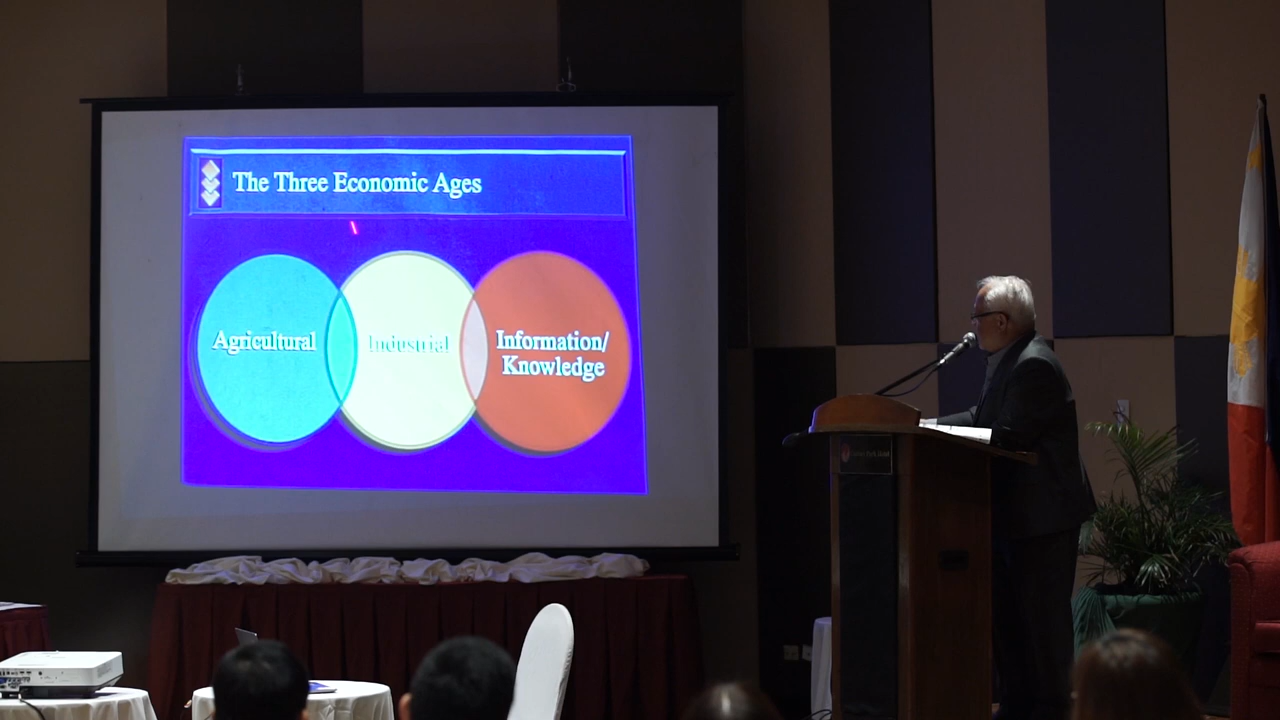 The Three Economic Ages
Agricultural
Industrial
Information/
Knowledge